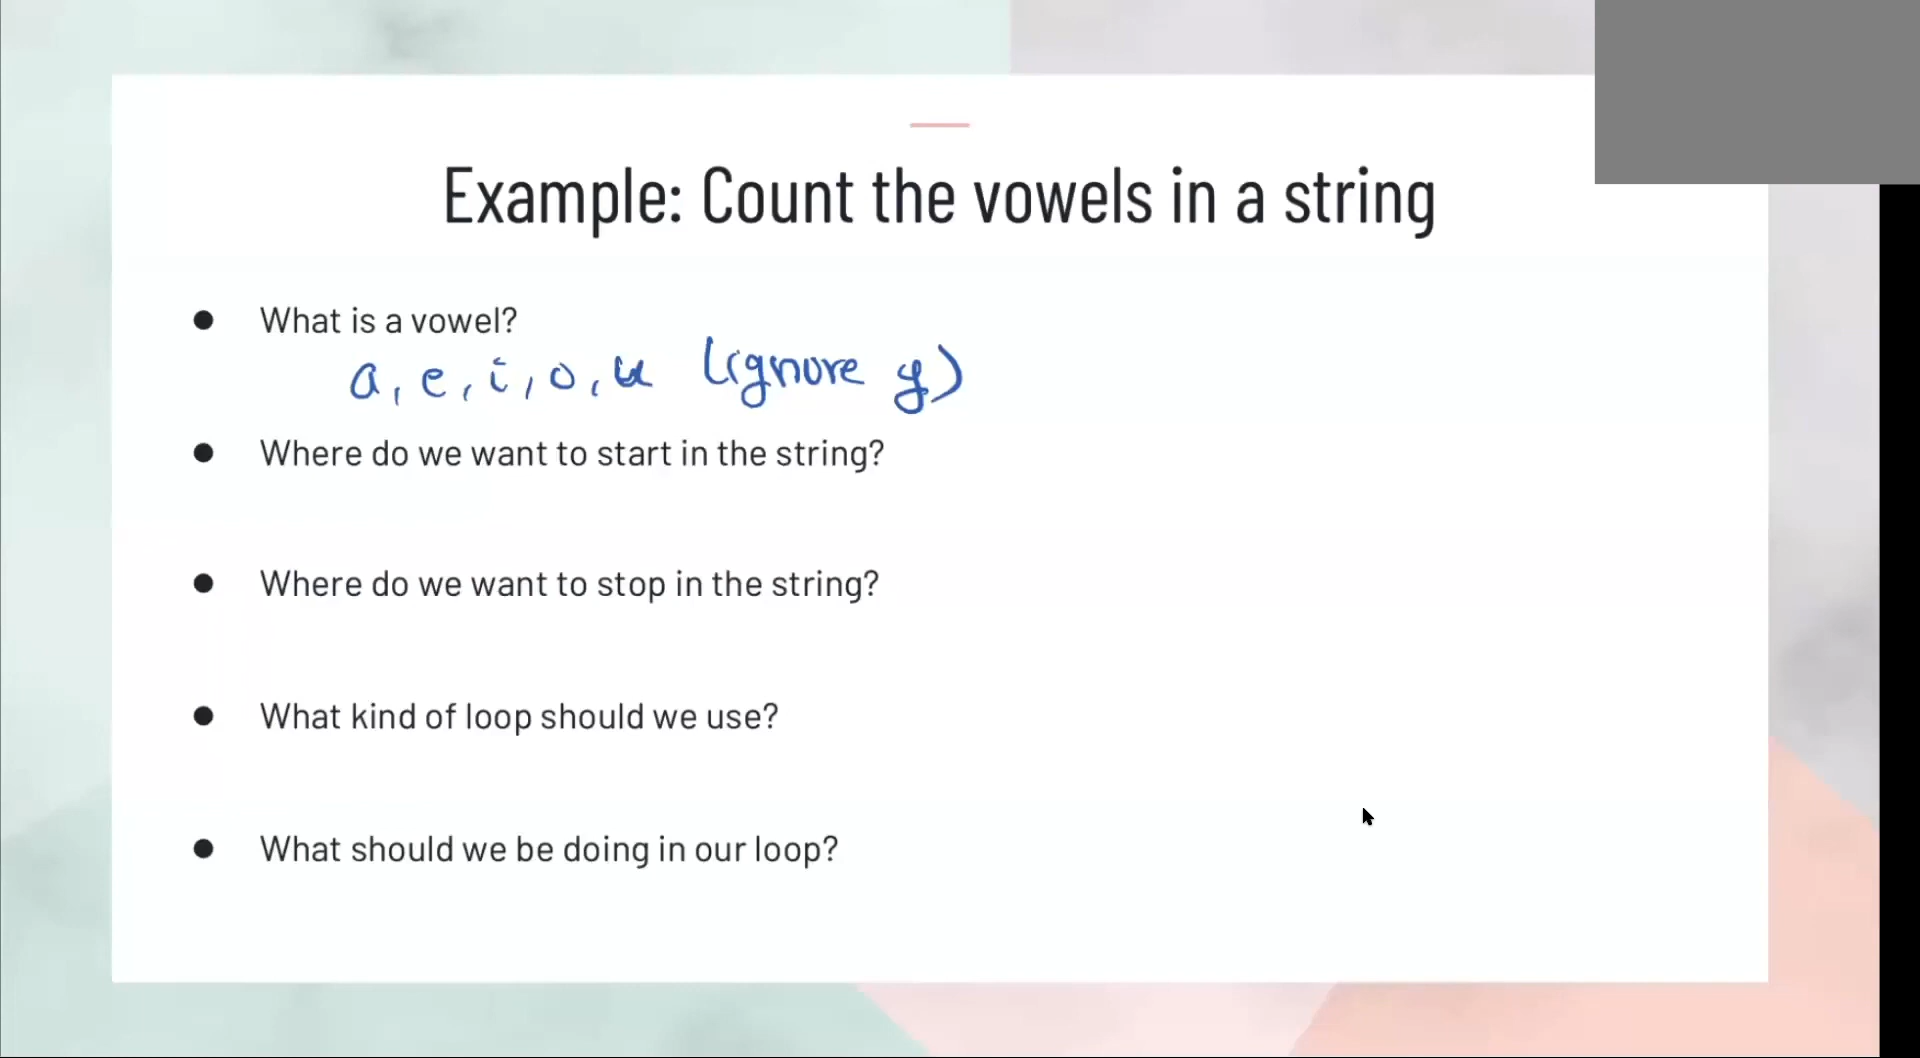 Example: Count the vowels in a string
● What is a vowel?
a, e, i, o, u (ignore y)
● Where do we want to start in the string?
● Where do we want to stop in the string?
● What kind of loop should we use?
● What should we be doing in our loop?